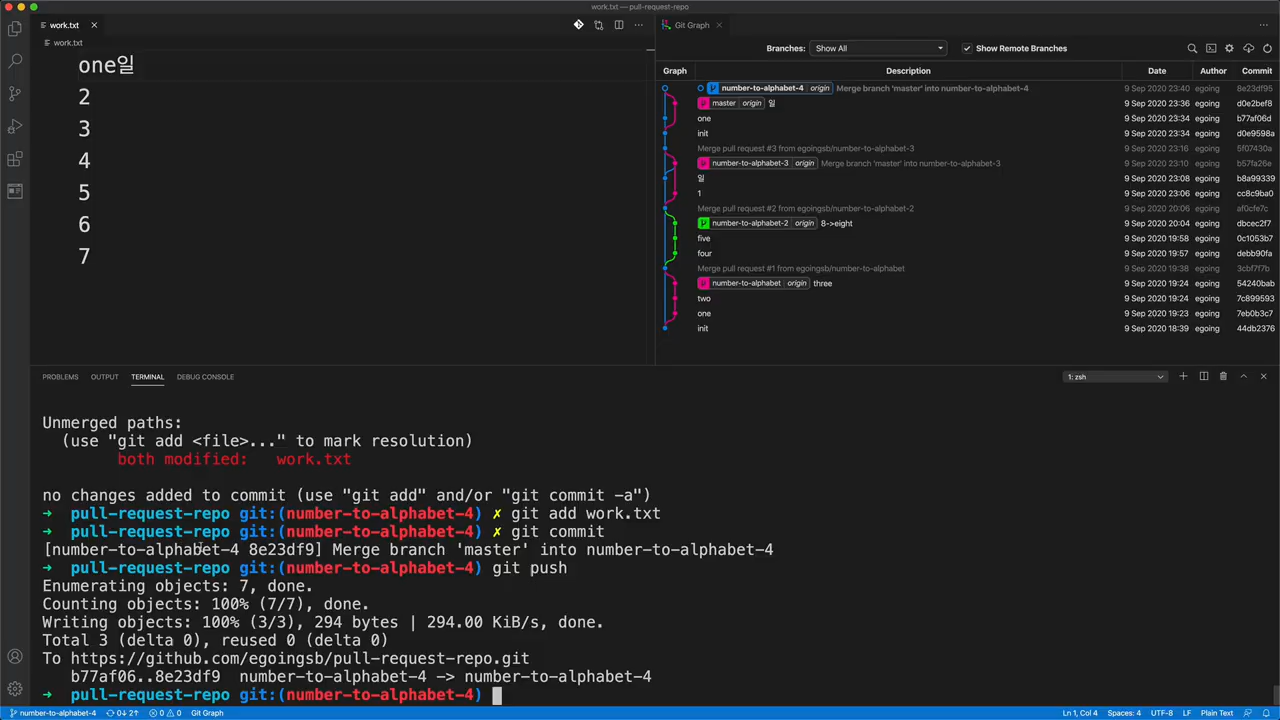 work.txt — pull-request-repo
work.txt
Git Graph
work.txt
one일
2
3
4
5
6
7
Branches: Show All Show Remote Branches
Graph Description Date Author Commit
number-to-alphabet-4 origin Merge branch 'master' into number-to-alphabet-4 9 Sep 2020 23:40 egoing 8e23df95
master origin 일 9 Sep 2020 23:36 egoing d0e2bef8
one 9 Sep 2020 23:34 egoing b77af06d
init 9 Sep 2020 23:34 egoing d0e9598a
Merge pull request #3 from egoingsb/number-to-alphabet-3 9 Sep 2020 23:16 egoing 5f07430a
number-to-alphabet-3 origin Merge branch 'master' into number-to-alphabet-3 9 Sep 2020 23:10 egoing b57fa26e
일 9 Sep 2020 23:08 egoing b8a99339
1 9 Sep 2020 23:06 egoing cc8c9ba0
Merge pull request #2 from egoingsb/number-to-alphabet-2 9 Sep 2020 20:06 egoing af0cfe7c
number-to-alphabet-2 origin 8->eight 9 Sep 2020 20:04 egoing dbcec2f7
five 9 Sep 2020 19:58 egoing 0c1053b7
four 9 Sep 2020 19:57 egoing debb90fa
Merge pull request #1 from egoingsb/number-to-alphabet 9 Sep 2020 19:38 egoing 3cbf7f7b
number-to-alphabet origin three 9 Sep 2020 19:24 egoing 54240bab
two 9 Sep 2020 19:24 egoing 7c899593
one 9 Sep 2020 19:23 egoing 7eb0b3c7
init 9 Sep 2020 18:39 egoing 44db2376
PROBLEMS OUTPUT TERMINAL DEBUG CONSOLE 1: zsh
Unmerged paths:
(use "git add <file>..." to mark resolution)
both modified: work.txt
no changes added to commit (use "git add" and/or "git commit -a")
➜ pull-request-repo git:(number-to-alphabet-4) ✗ git add work.txt
➜ pull-request-repo git:(number-to-alphabet-4) ✗ git commit
[number-to-alphabet-4 8e23df9] Merge branch 'master' into number-to-alphabet-4
➜ pull-request-repo git:(number-to-alphabet-4) git push
Enumerating objects: 7, done.
Counting objects: 100% (7/7), done.
Writing objects: 100% (3/3), 294 bytes | 294.00 KiB/s, done.
Total 3 (delta 0), reused 0 (delta 0)
To https://github.com/egoingsb/pull-request-repo.git
b77af06..8e23df9 number-to-alphabet-4 -> number-to-alphabet-4
➜ pull-request-repo git:(number-to-alphabet-4)
number-to-alphabet-4 0↓ 2↑ 0 0 Git Graph Ln 1, Col 4 Spaces: 4 UTF-8 LF Plain Text